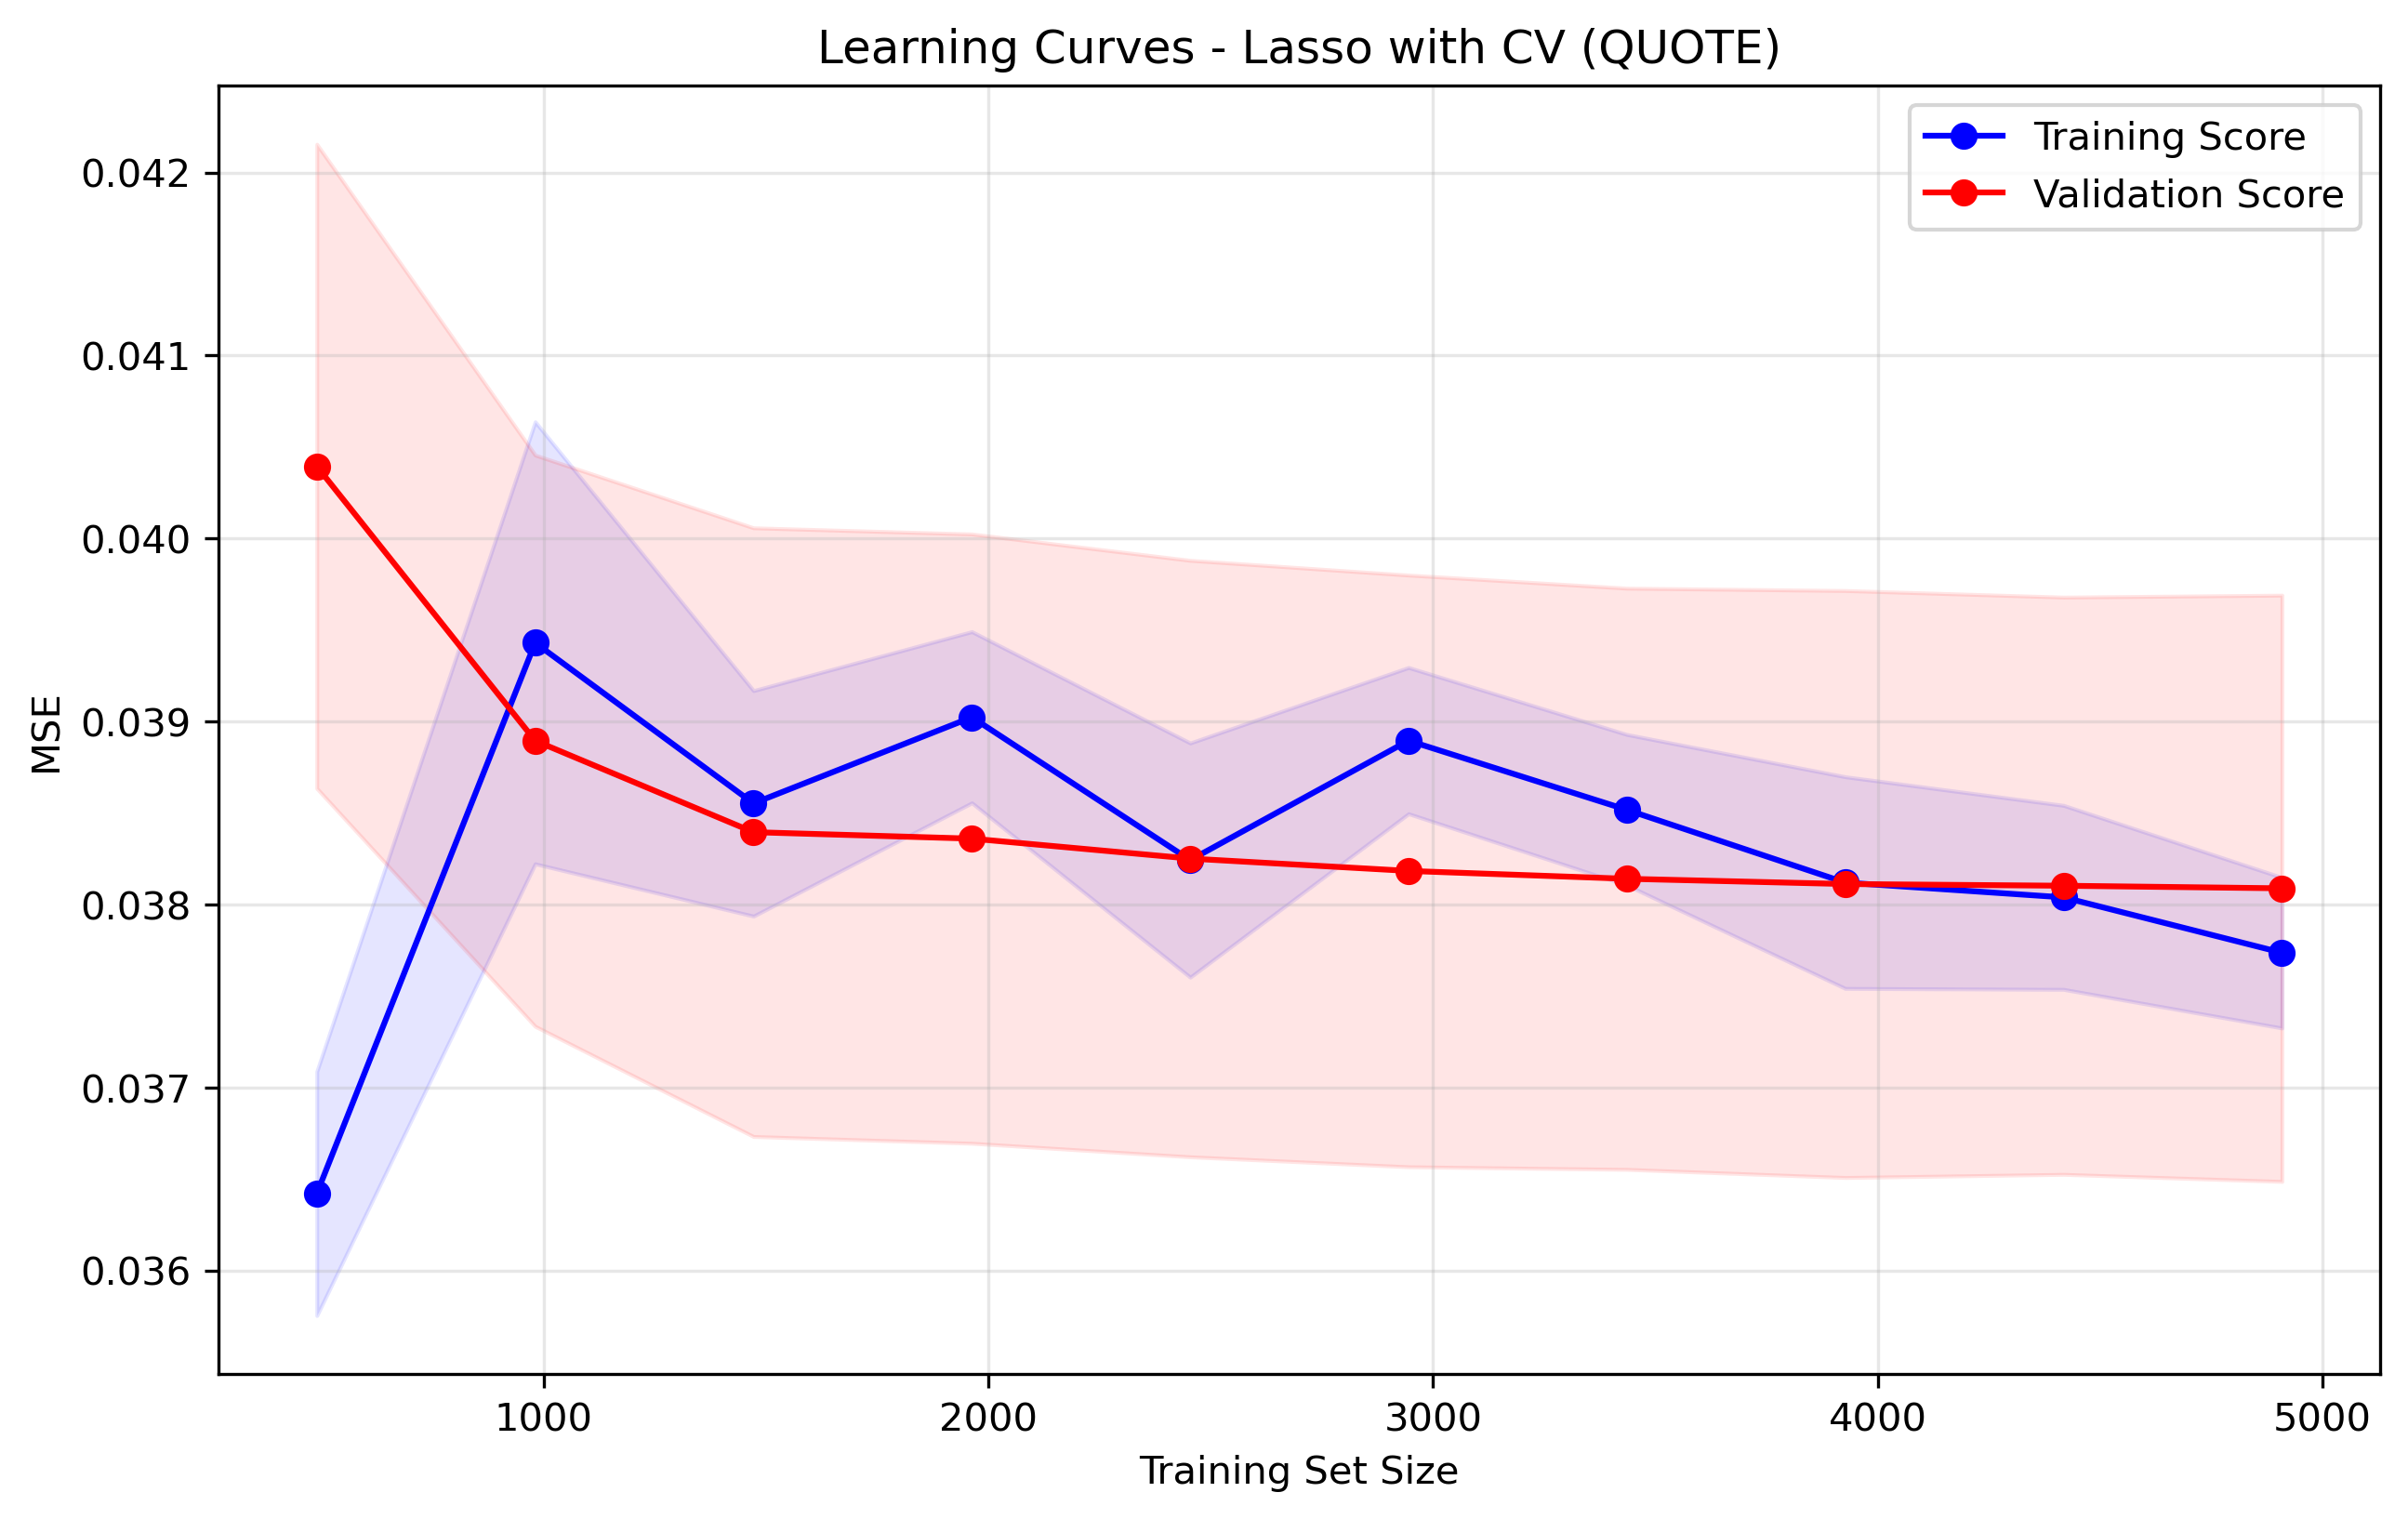 Learning Curves - Lasso with CV (QUOTE)
Training Score
Validation Score
0.042
0.041
0.040
0.039
0.038
0.037
0.036
MSE
1000 2000 3000 4000 5000
Training Set Size